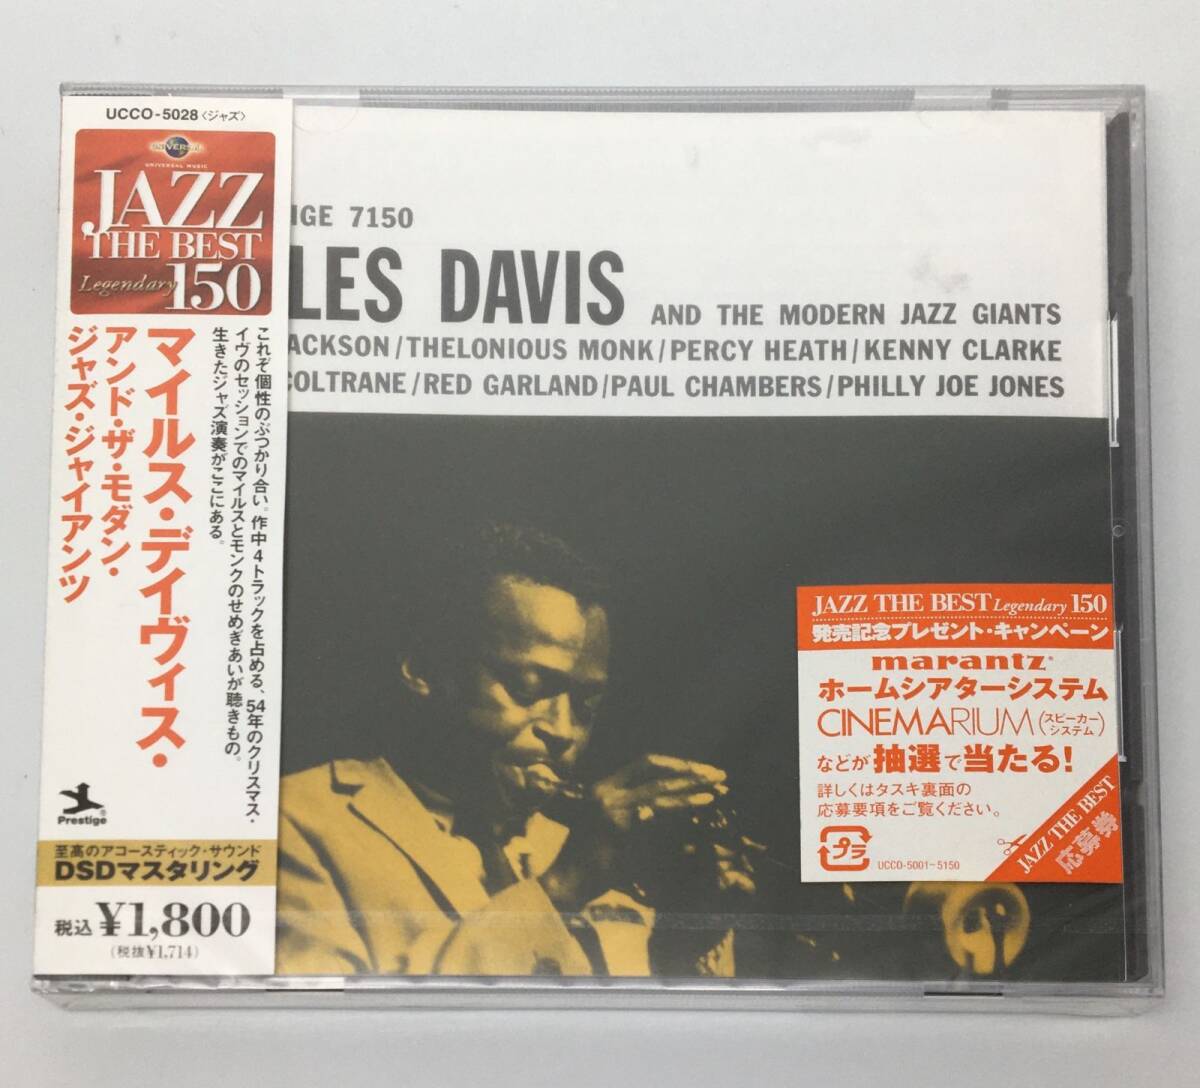 UCCO-5028〈ジャズ〉
UNIVERSAL
UNIVERSAL MUSIC
JAZZ
THE BEST
Legendary 150
マイルス・デイヴィス・
アンド・ザ・モダン・
ジャズ・ジャイアンツ
これぞ個性のぶつかり合い。作中4トラックを占める、54年のクリスマス・
イヴのセッションでのマイルスとモンクのせめぎあいが聴きもの。
生きたジャズ演奏がここにある。
Prestige®
至高のアコースティック・サウンド
DSDマスタリング
税込 ¥1,800
(税抜¥1,714)
IGE 7150
LES DAVIS AND THE MODERN JAZZ GIANTS
ACKSON/THELONIOUS MONK/PERCY HEATH/KENNY CLARKE
COLTRANE/RED GARLAND/PAUL CHAMBERS/PHILLY JOE JONES
JAZZ THE BEST Legendary 150
発売記念プレゼント・キャンペーン
marantz®
ホームシアターシステム
CINEMARIUM(スピーカーシステム)
などが抽選で当たる!
詳しくはタスキ裏面の
応募要項をご覧ください。
プラ
UCCO-5001~5150
JAZZ THE BEST
応募券